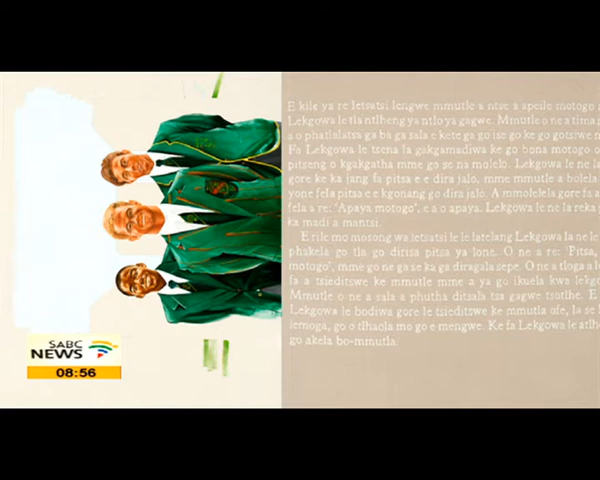 E kile ya re letsatsi lengwe mmutle a ntse a apeile motogo
Lekgowa le tla ntlheng ya ntlo ya gagwe. Mmutle o ne a tima
a o phatlalatsa ga ba ga sala e kete ga go ise go ke go gotsiwe
Fa Lekgowa le tsena la gakgamadiwa ke go bona motogo o
pitseng o kgakgatha mme go se na molelo. Lekgowa le ne la
gore ke ka jang fa pitsa e e dira jalo, mme mmutle a bolela
yone fela pitsa e e kgonang go dira jalo. A mmolelela gore fa a
fela a re: "Apaya motogo", e a o apaya. Lekgowa le ne la reka
ka madi a mantsi.
E rile mo mosong wa letsatsi le le latelang Lekgowa la ne le
phakela go tla go dirisa pitsa ya lone. O ne a re: "Pitsa,
motogo", mme go ne ga se ka ga diragala sepe. O ne a tloga a
fa a tsieditswe ke mmutle mme a ya go ikuela kwa
Mmutle o ne a sala a phutha ditsala tsa gagwe tsotlhe. E
Lekgowa le bodiwa gore le tsieditswe ke mmutla ofe, la se
lemoga, go o tlhaola mo go e mengwe. Ke fa Lekgowa le
go akela bo-mmutla.
SABC
NEWS
08:56